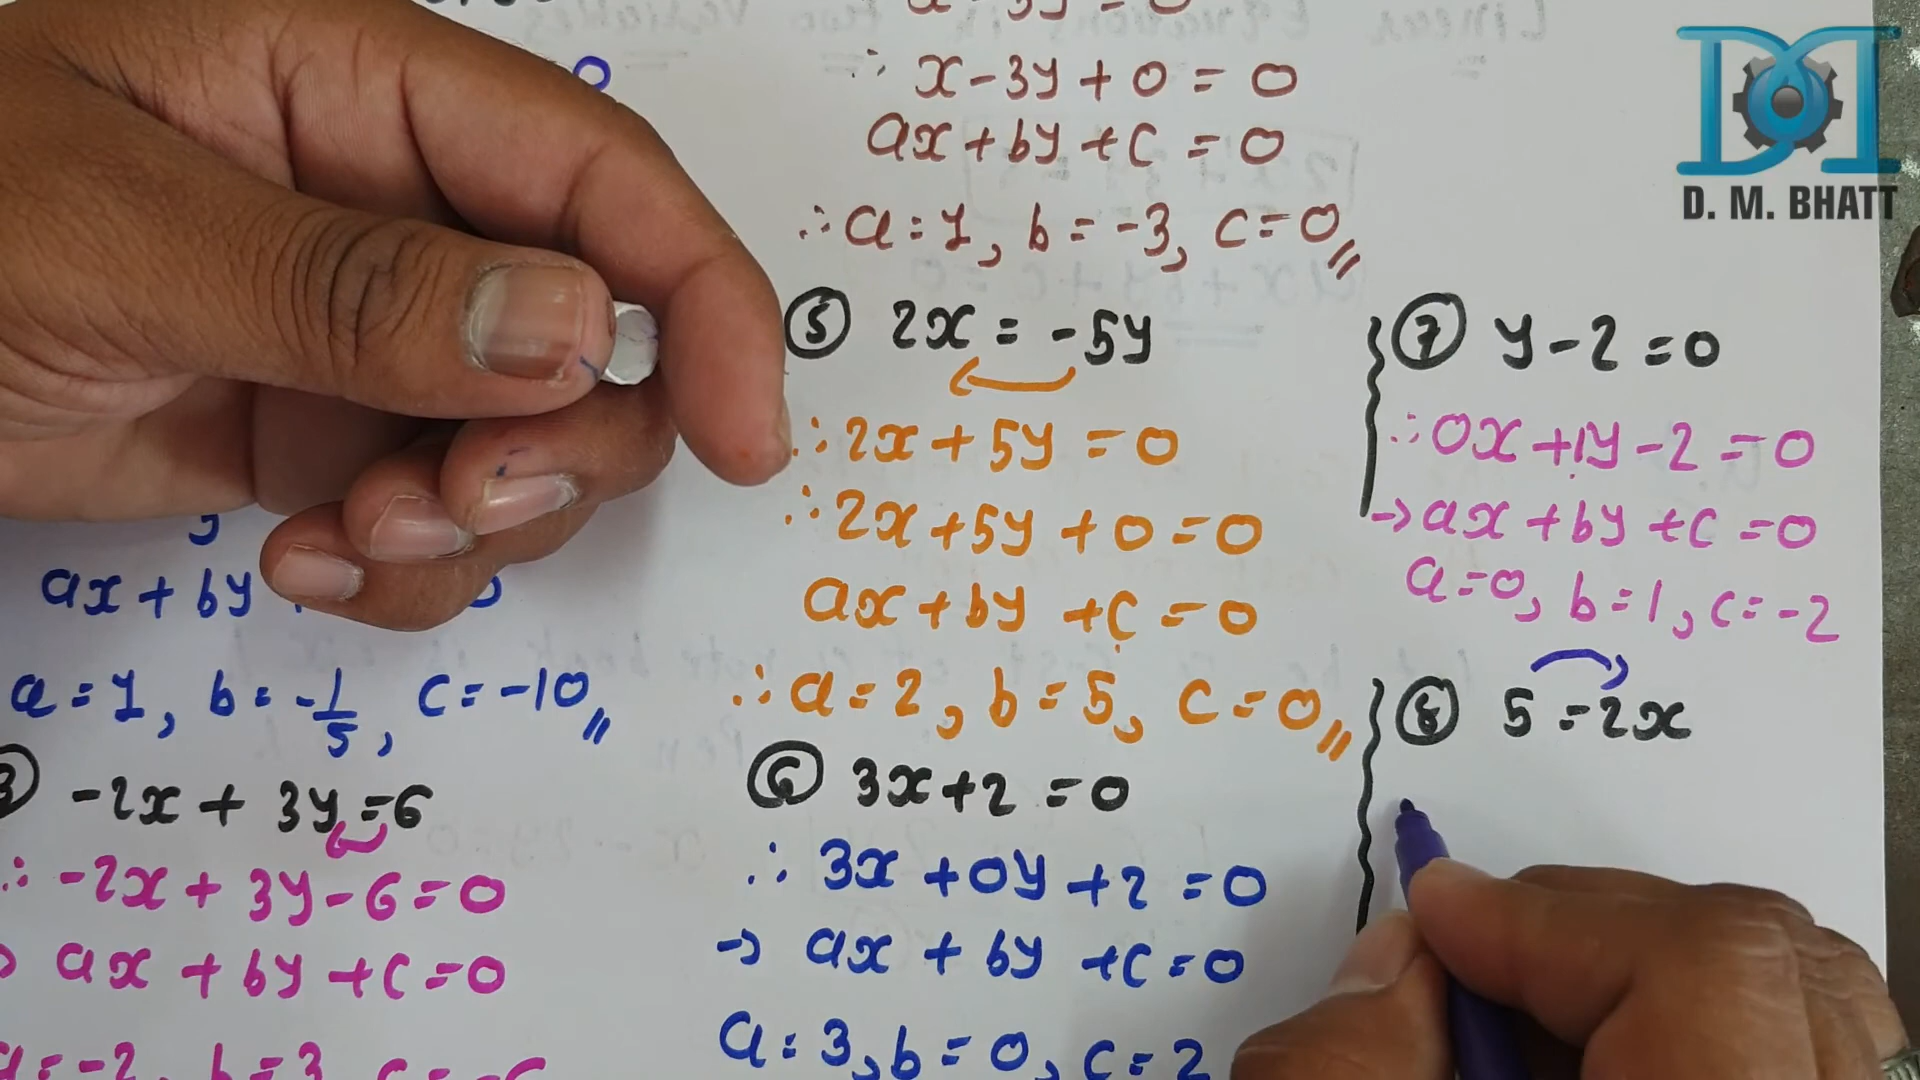 ∴ x-3y+0=0
ax+by+c=0
∴ a=1, b=-3, c=0
ax+by
a=1, b=-1/5, c=-10
-2x+3y=6
∴ -2x+3y-6=0
ax+by+c=0
⑤ 2x=-5y
∴ 2x+5y=0
∴ 2x+5y+0=0
ax+by+c=0
∴ a=2, b=5, c=0
⑥ 3x+2=0
∴ 3x+0y+2=0
→ ax+by+c=0
a=3, b=0, c=2
⑦ y-2=0
∴ 0x+1y-2=0
→ ax+by+c=0
a=0, b=1, c=-2
⑧ 5=2x
D. M. BHATT